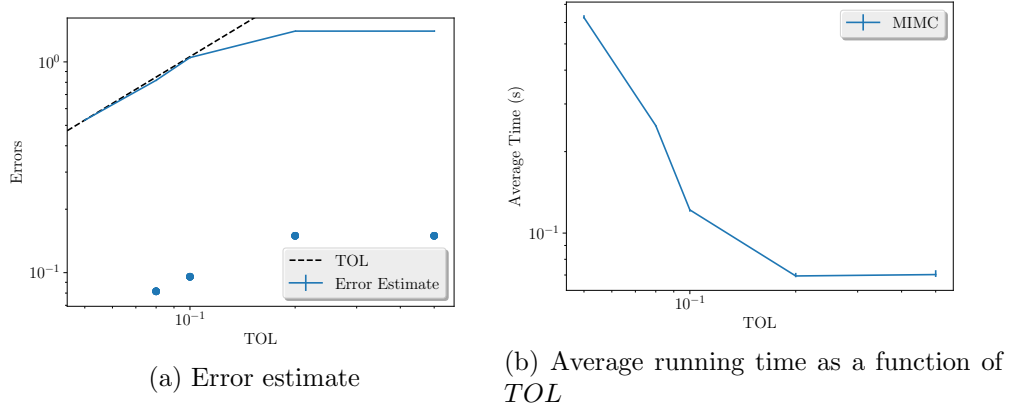 10^0
10^-1
Errors
10^-1
TOL
TOL
Error Estimate
(a) Error estimate
10^-1
Average Time (s)
10^-1
TOL
MIMC
(b) Average running time as a function of
TOL